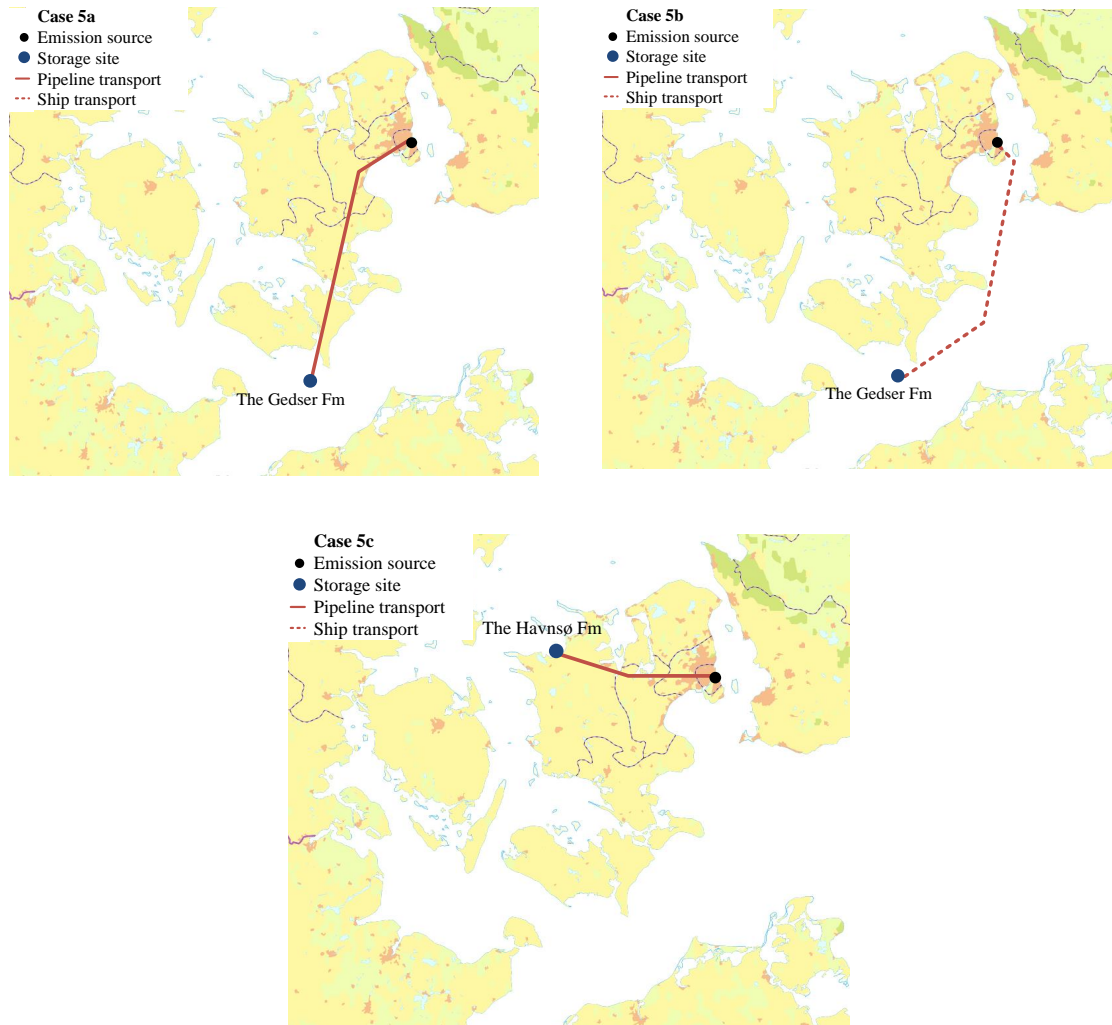 Case 5a
Emission source
Storage site
Pipeline transport
Ship transport
The Gedser Fm
Case 5b
Emission source
Storage site
Pipeline transport
Ship transport
The Gedser Fm
Case 5c
Emission source
Storage site
Pipeline transport
Ship transport
The Havnsø Fm